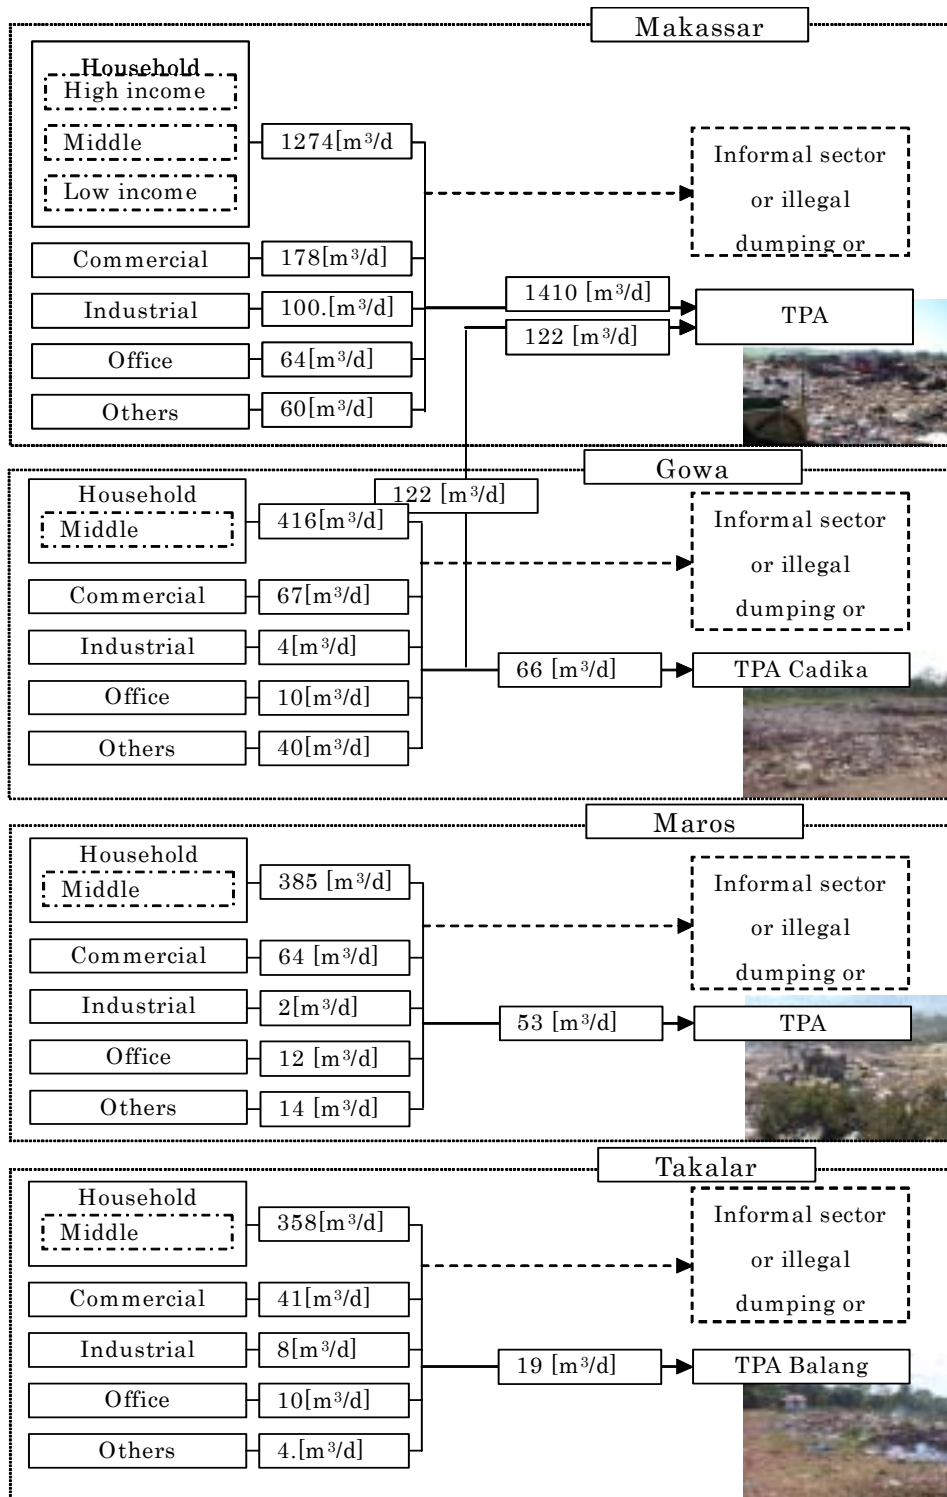 Makassar
Household
High income
Middle
Low income
1274[m³/d
Informal sector
or illegal
dumping or
Commercial
178[m³/d]
Industrial
100.[m³/d]
1410 [m³/d]
TPA
122 [m³/d]
Office
64[m³/d]
Others
60[m³/d]
Gowa
Household
Middle
122 [m³/d]
416[m³/d]
Informal sector
or illegal
dumping or
Commercial
67[m³/d]
Industrial
4[m³/d]
66 [m³/d]
TPA Cadika
Office
10[m³/d]
Others
40[m³/d]
Maros
Household
Middle
385 [m³/d]
Informal sector
or illegal
dumping or
Commercial
64 [m³/d]
Industrial
2[m³/d]
53 [m³/d]
TPA
Office
12 [m³/d]
Others
14 [m³/d]
Takalar
Household
Middle
358[m³/d]
Informal sector
or illegal
dumping or
Commercial
41[m³/d]
Industrial
8[m³/d]
19 [m³/d]
TPA Balang
Office
10[m³/d]
Others
4.[m³/d]